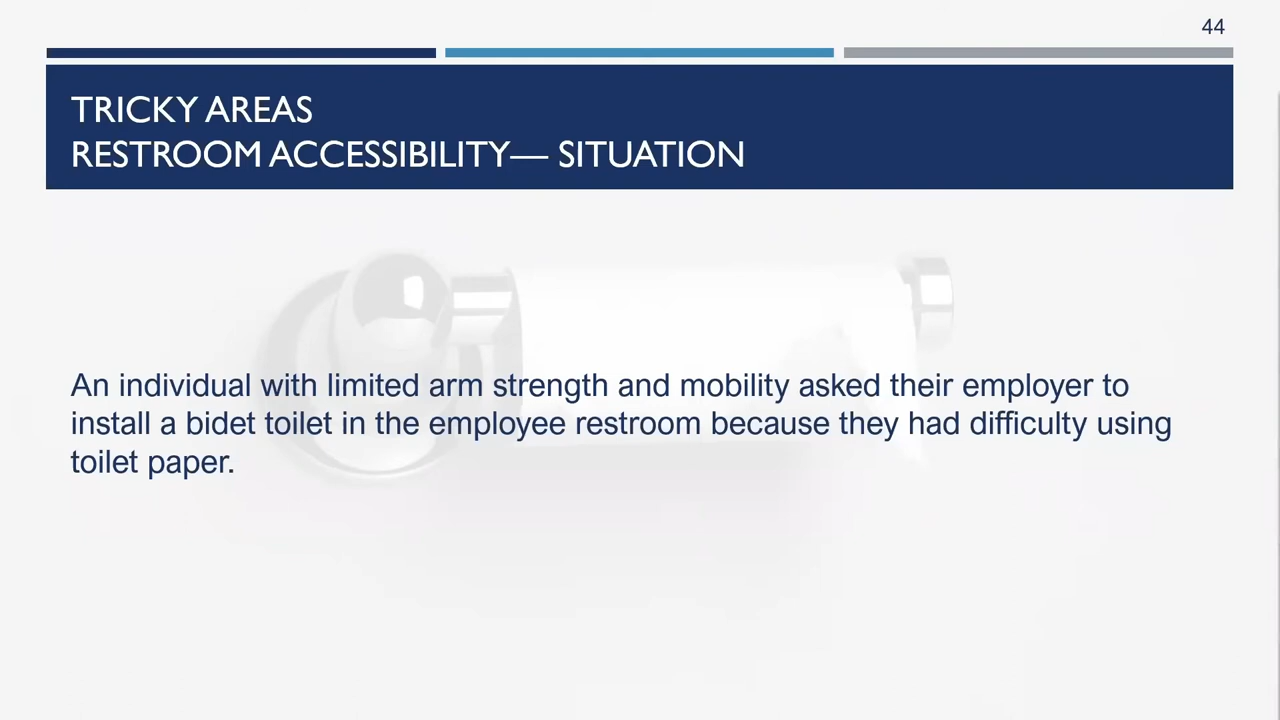 44
TRICKY AREAS
RESTROOM ACCESSIBILITY— SITUATION
An individual with limited arm strength and mobility asked their employer to
install a bidet toilet in the employee restroom because they had difficulty using
toilet paper.